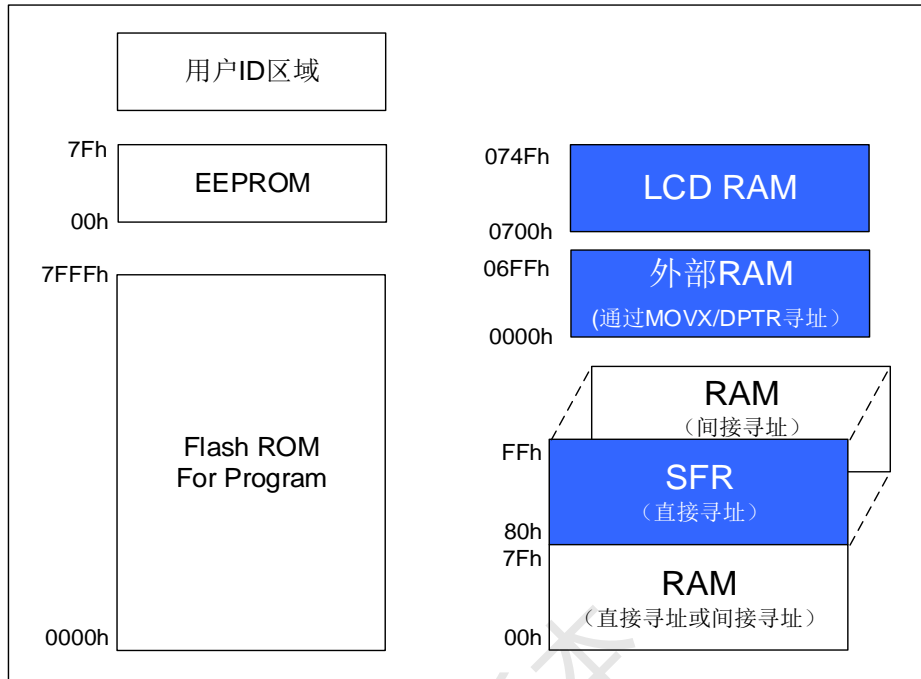 用户ID区域
7Fh
EEPROM
00h
7FFFh
Flash ROM
For Program
0000h
074Fh
LCD RAM
0700h
06FFh
外部RAM
(通过MOVX/DPTR寻址）
0000h
RAM
（间接寻址）
FFh
SFR
（直接寻址）
80h
7Fh
RAM
（直接寻址或间接寻址）
00h
本